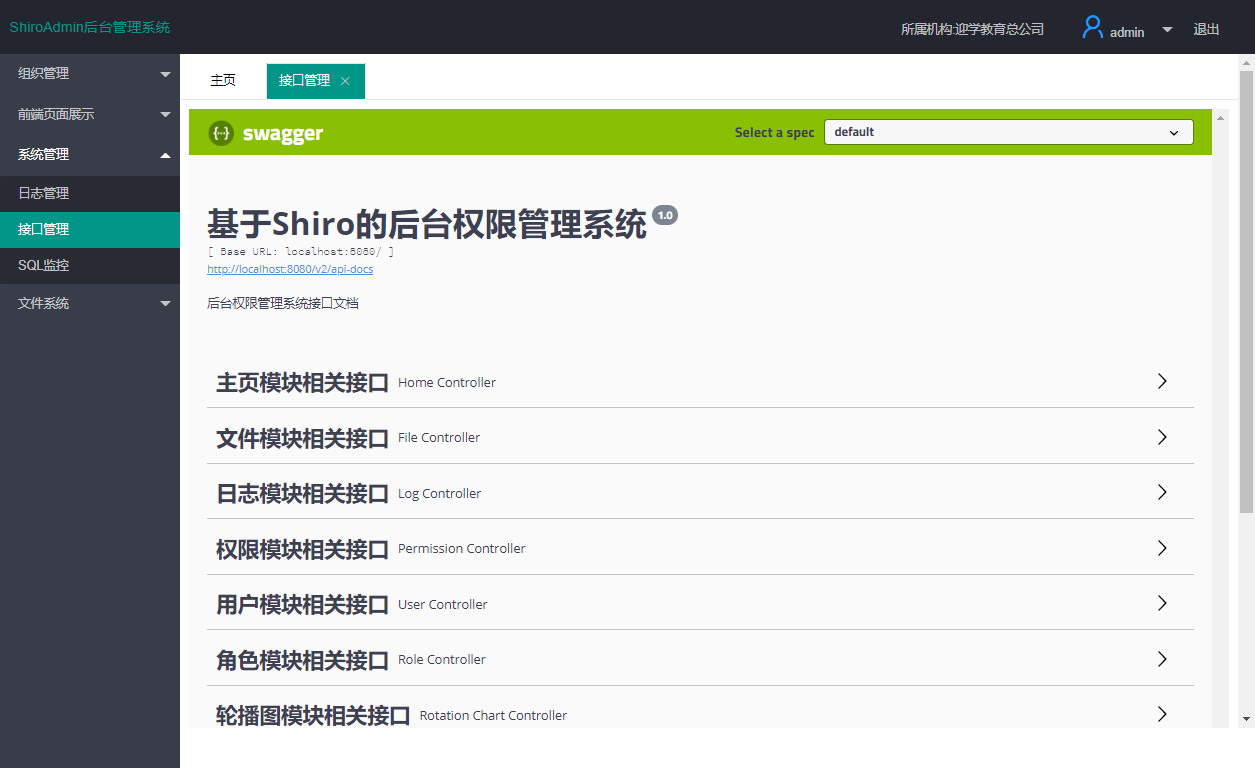 ShiroAdmin后台管理系统
所属机构:迎学教育总公司
admin
退出
组织管理
前端页面展示
系统管理
日志管理
接口管理
SQL监控
文件系统
主页
接口管理
swagger
Select a spec
default
基于Shiro的后台权限管理系统 1.0
[ Base URL: localhost:8080/ ]
http://localhost:8080/v2/api-docs
后台权限管理系统接口文档
主页模块相关接口 Home Controller
文件模块相关接口 File Controller
日志模块相关接口 Log Controller
权限模块相关接口 Permission Controller
用户模块相关接口 User Controller
角色模块相关接口 Role Controller
轮播图模块相关接口 Rotation Chart Controller